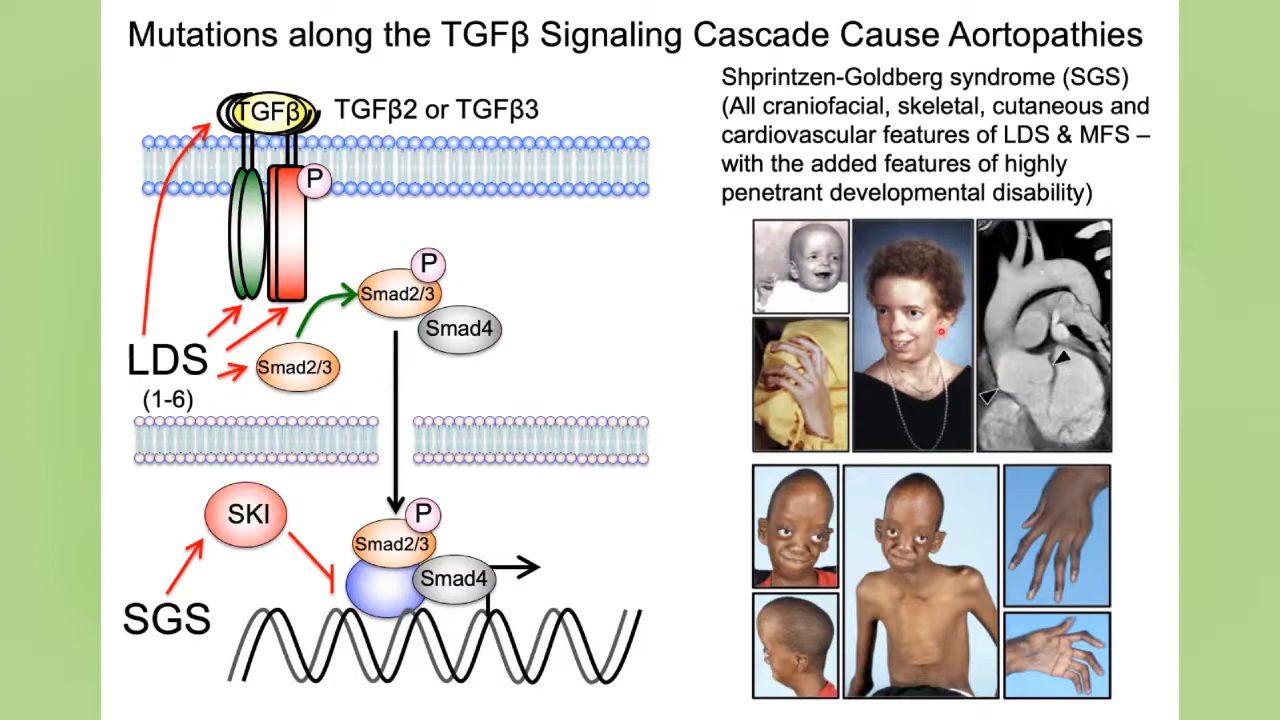 Mutations along the TGFβ Signaling Cascade Cause Aortopathies
Shprintzen-Goldberg syndrome (SGS)
(All craniofacial, skeletal, cutaneous and
cardiovascular features of LDS & MFS –
with the added features of highly
penetrant developmental disability)
TGFβ
TGFβ2 or TGFβ3
P
P
Smad2/3
Smad4
LDS
(1-6)
Smad2/3
SKI
P
Smad2/3
Smad4
SGS